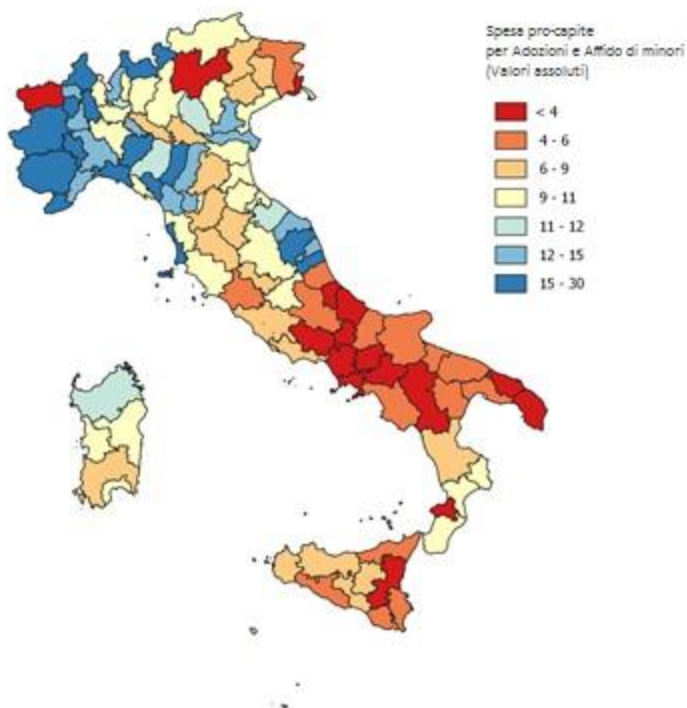 Spesa pro-capite
per Adozioni e Affido di minori
(Valori assoluti)
< 4
4 - 6
6 - 9
9 - 11
11 - 12
12 - 15
15 - 30